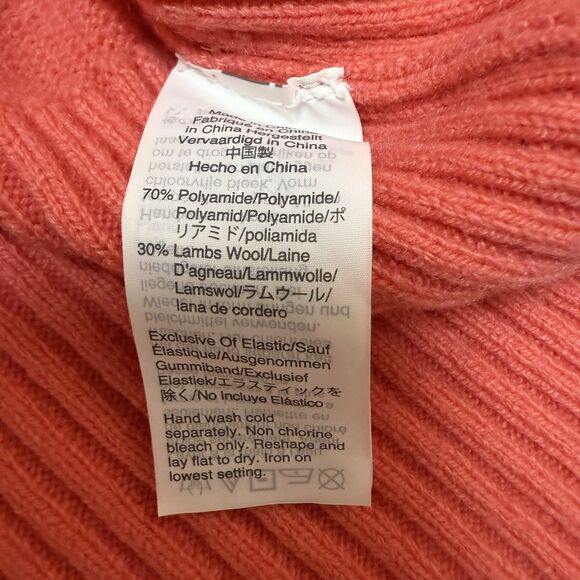 Made in China
Fabriqué en Chine
in China Hergestellt
Vervaardigd in China
中国製
Hecho en China
70% Polyamide/Polyamide/
Polyamid/Polyamide/ポ
リアミド/poliamida
30% Lambs Wool/Laine
D'agneau/Lammwolle/
Lamswol/ラムウール/
lana de cordero
Exclusive Of Elastic/Sauf
Élastique/Ausgenommen
Gummiband/Exclusief
Elastiek/エラスティックを
除く/No Incluye Elástico
Hand wash cold
separately. Non chlorine
bleach only. Reshape and
lay flat to dry. Iron on
lowest setting.